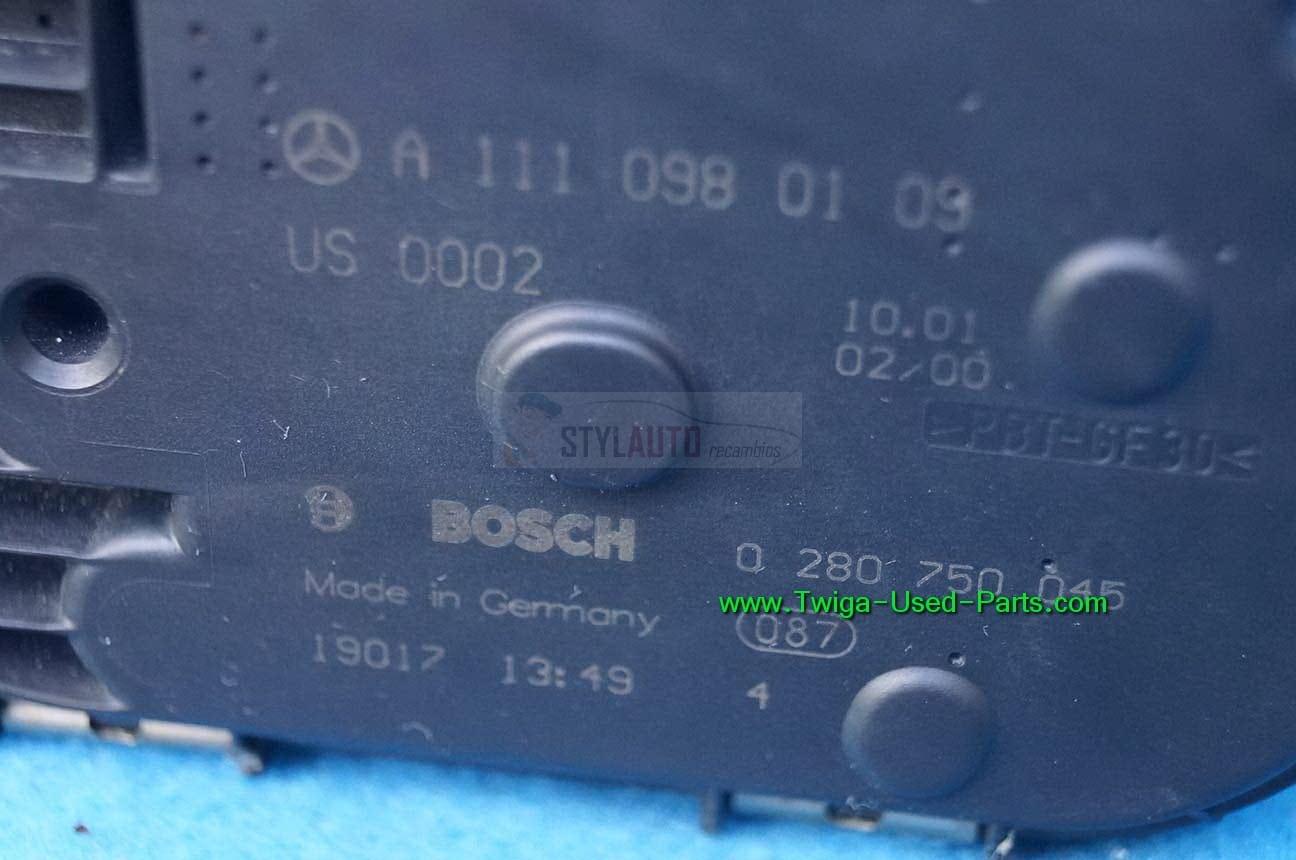 A 111 098 01 09
US 0002
10.01
02/00
STYLAUTO recambios
>PBT-GF30<
BOSCH
0 280 750 045
www.Twiga-Used-Parts.com
Made in Germany
087
19017 13:49
4